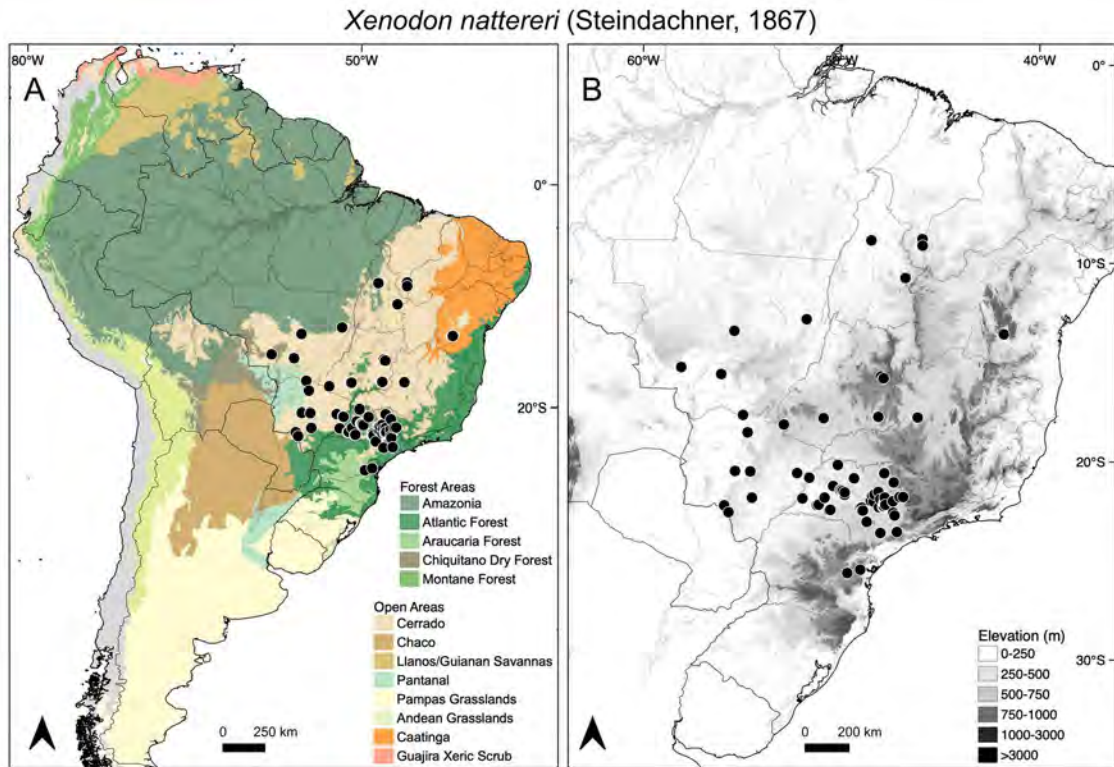 Xenodon nattereri (Steindachner, 1867)
80°W
50°W
A
0°
20°S
Forest Areas
Amazonia
Atlantic Forest
Araucaria Forest
Chiquitano Dry Forest
Montane Forest
Open Areas
Cerrado
Chaco
Llanos/Guianan Savannas
Pantanal
Pampas Grasslands
Andean Grasslands
Caatinga
Guajira Xeric Scrub
0 250 km
60°W
50°W
40°W
B
0°
10°S
20°S
30°S
Elevation (m)
0-250
250-500
500-750
750-1000
1000-3000
>3000
0 200 km